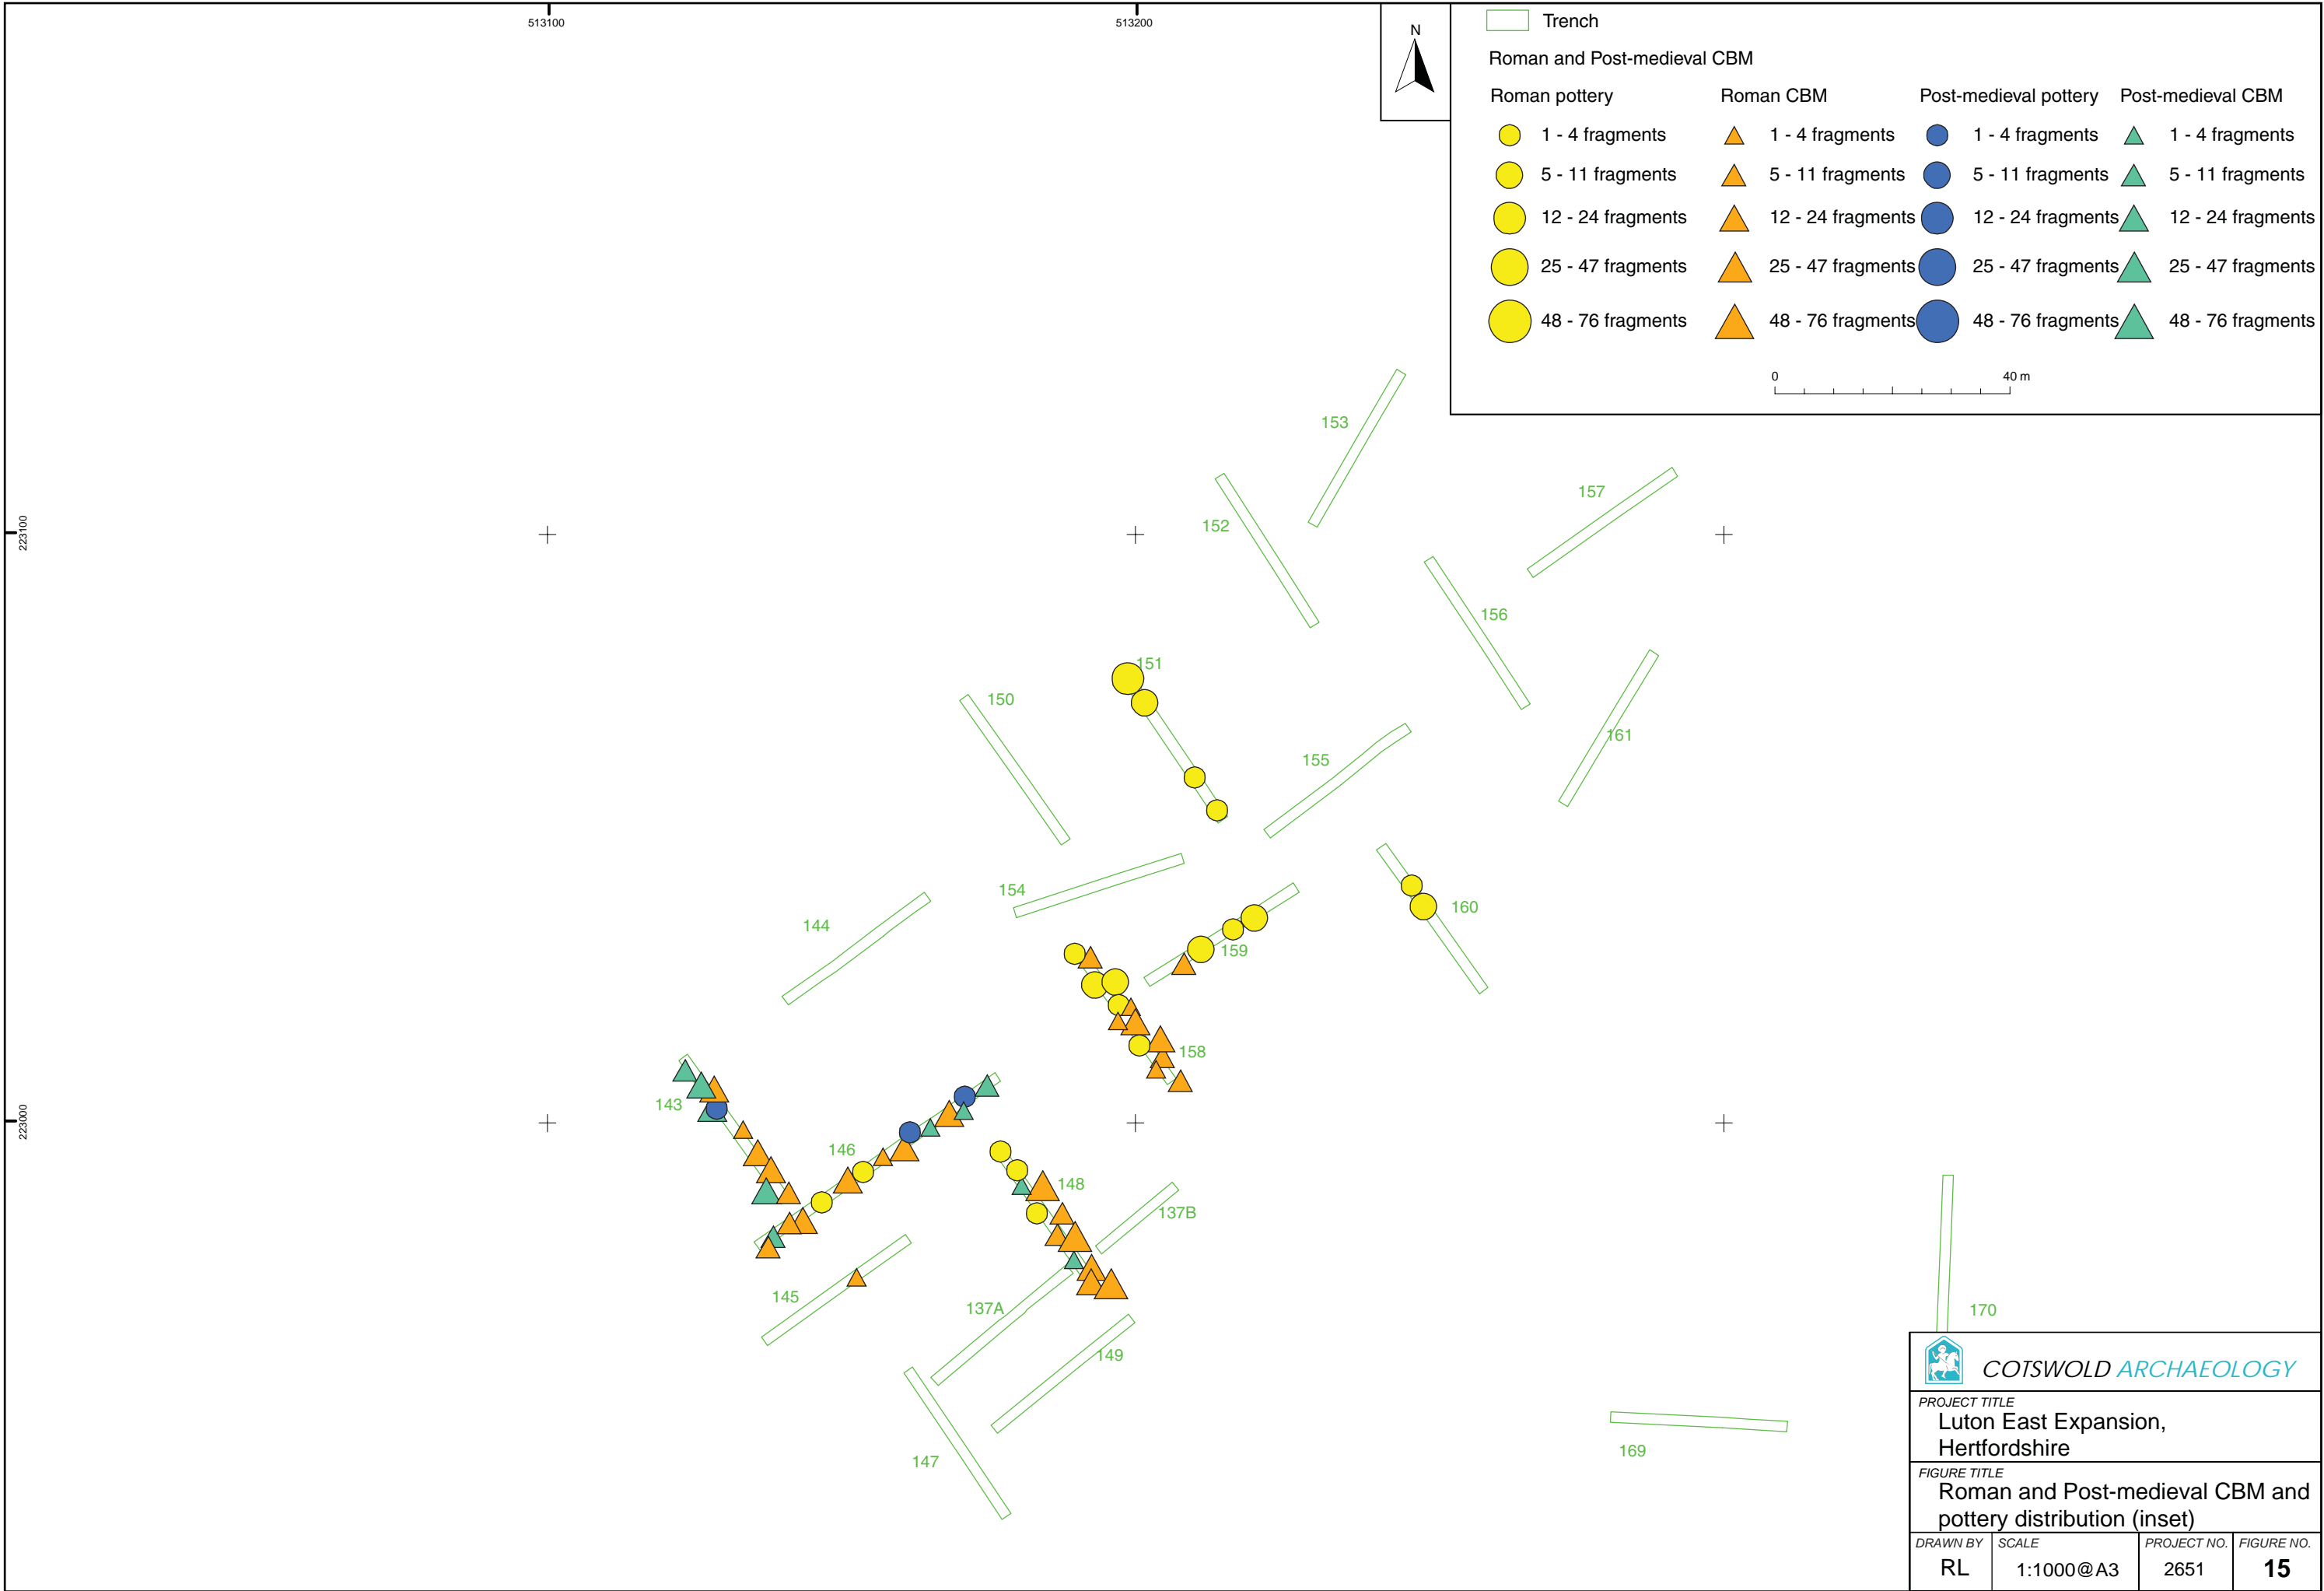 513100
513200
N
Trench
Roman and Post-medieval CBM
Roman pottery
Roman CBM
Post-medieval pottery
Post-medieval CBM
1 - 4 fragments
1 - 4 fragments
1 - 4 fragments
1 - 4 fragments
5 - 11 fragments
5 - 11 fragments
5 - 11 fragments
5 - 11 fragments
12 - 24 fragments
12 - 24 fragments
12 - 24 fragments
12 - 24 fragments
25 - 47 fragments
25 - 47 fragments
25 - 47 fragments
25 - 47 fragments
48 - 76 fragments
48 - 76 fragments
48 - 76 fragments
48 - 76 fragments
0
40 m
153
157
152
223100
156
151
150
161
155
154
160
144
159
158
143
223000
146
148
137B
145
137A
170
149
147
169
COTSWOLD ARCHAEOLOGY
PROJECT TITLE
Luton East Expansion,
Hertfordshire
FIGURE TITLE
Roman and Post-medieval CBM and
pottery distribution (inset)
DRAWN BY
SCALE
PROJECT NO.
FIGURE NO.
RL
1:1000@A3
2651
15